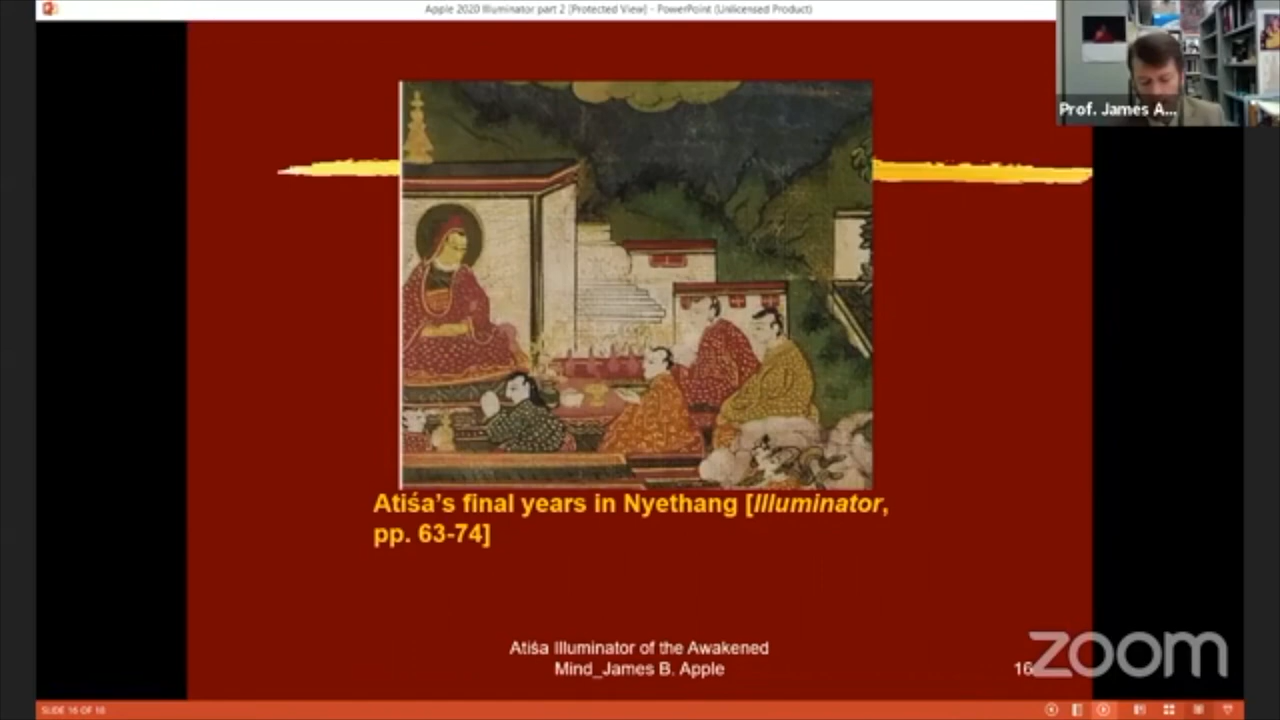 Apple 2020 Illuminator part 2 [Protected View] - PowerPoint (Unlicensed Product)
Prof. James A...
Atiśa’s final years in Nyethang [Illuminator,
pp. 63-74]
Atiśa Illuminator of the Awakened
Mind_James B. Apple
16
zoom
SLIDE 16 OF 18